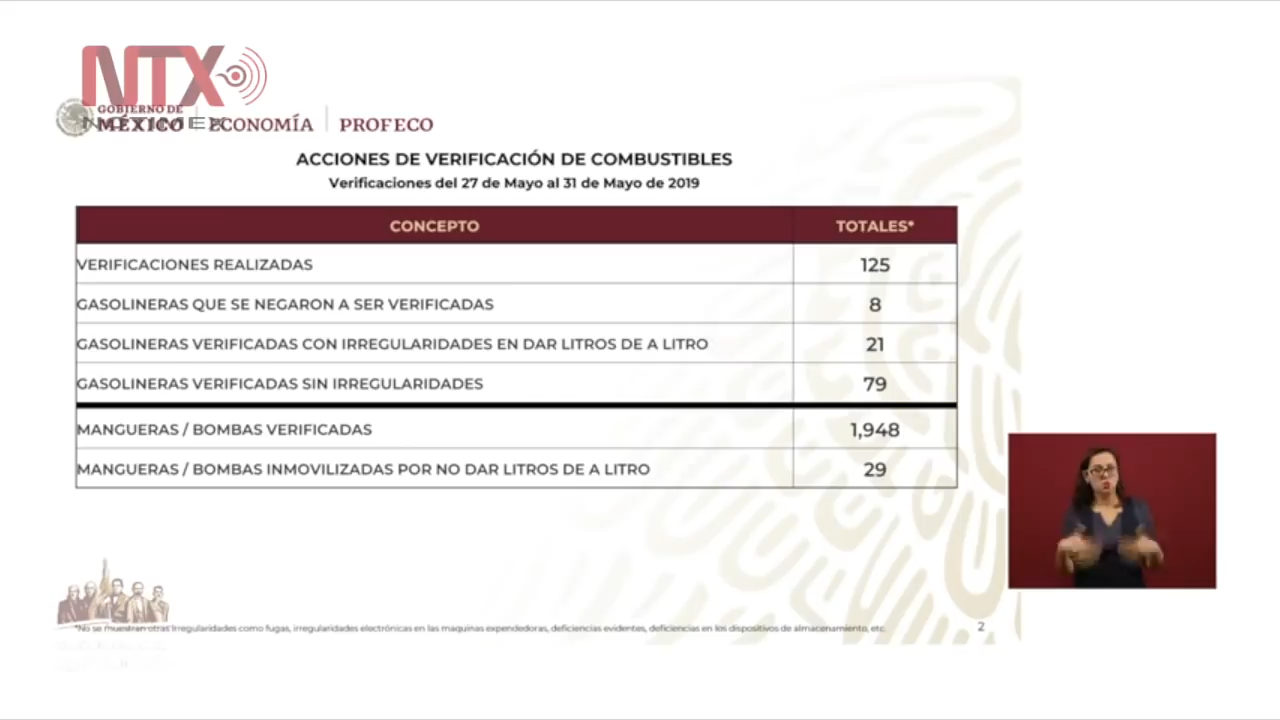 NTX
NOTIMEX
GOBIERNO DE
MÉXICO
ECONOMÍA
PROFECO
ACCIONES DE VERIFICACIÓN DE COMBUSTIBLES
Verificaciones del 27 de Mayo al 31 de Mayo de 2019
CONCEPTO TOTALES*
VERIFICACIONES REALIZADAS 125
GASOLINERAS QUE SE NEGARON A SER VERIFICADAS 8
GASOLINERAS VERIFICADAS CON IRREGULARIDADES EN DAR LITROS DE A LITRO 21
GASOLINERAS VERIFICADAS SIN IRREGULARIDADES 79
MANGUERAS / BOMBAS VERIFICADAS 1,948
MANGUERAS / BOMBAS INMOVILIZADAS POR NO DAR LITROS DE A LITRO 29
*No se muestran otras irregularidades como fugas, irregularidades electrónicas en las maquinas expendedoras, deficiencias evidentes, deficiencias en los dispositivos de almacenamiento, etc.
2